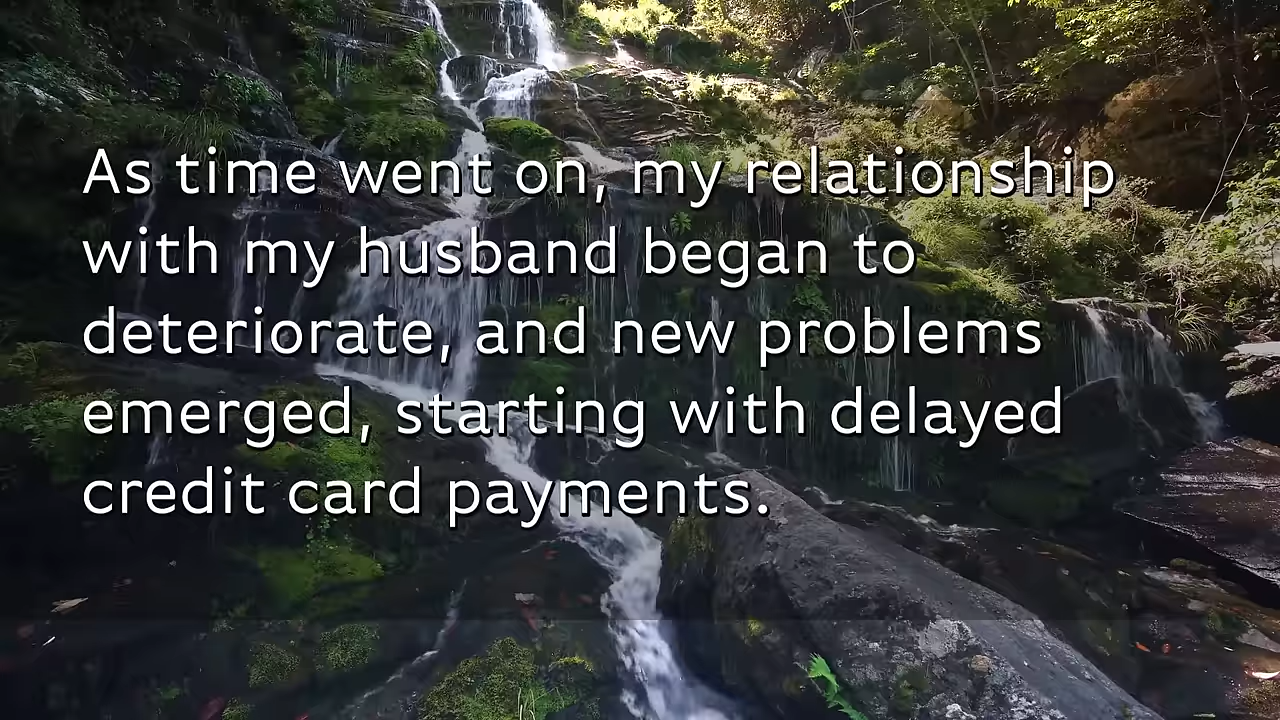 As time went on, my relationship
with my husband began to
deteriorate, and new problems
emerged, starting with delayed
credit card payments.